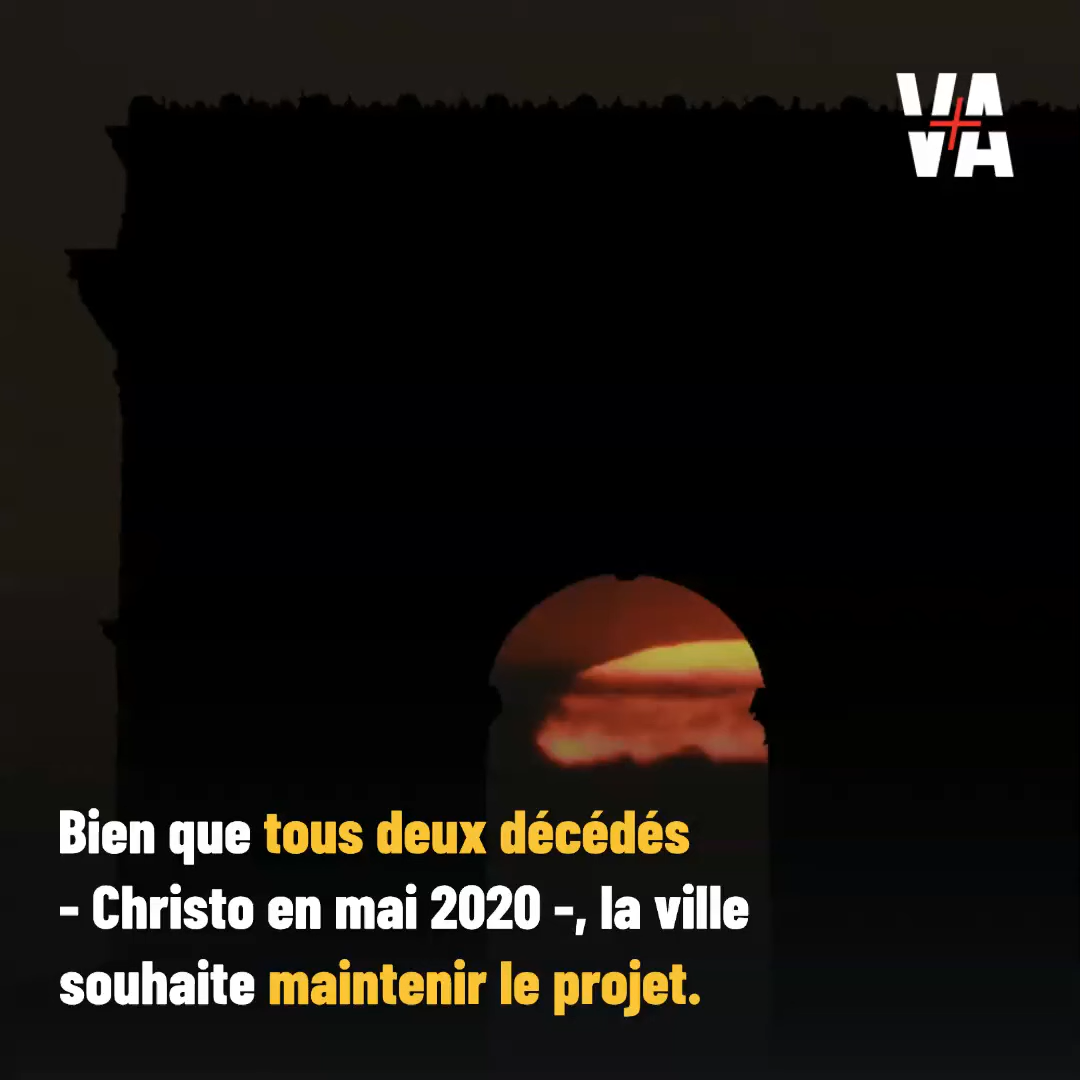 V+A
Bien que tous deux décédés
- Christo en mai 2020 -, la ville
souhaite maintenir le projet.